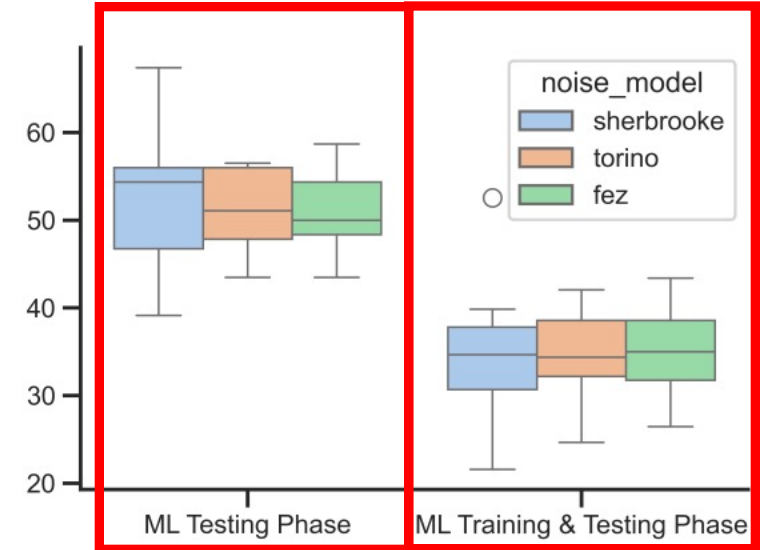 noise_model
sherbrooke
torino
fez
60
50
40
30
20
ML Testing Phase
ML Training & Testing Phase